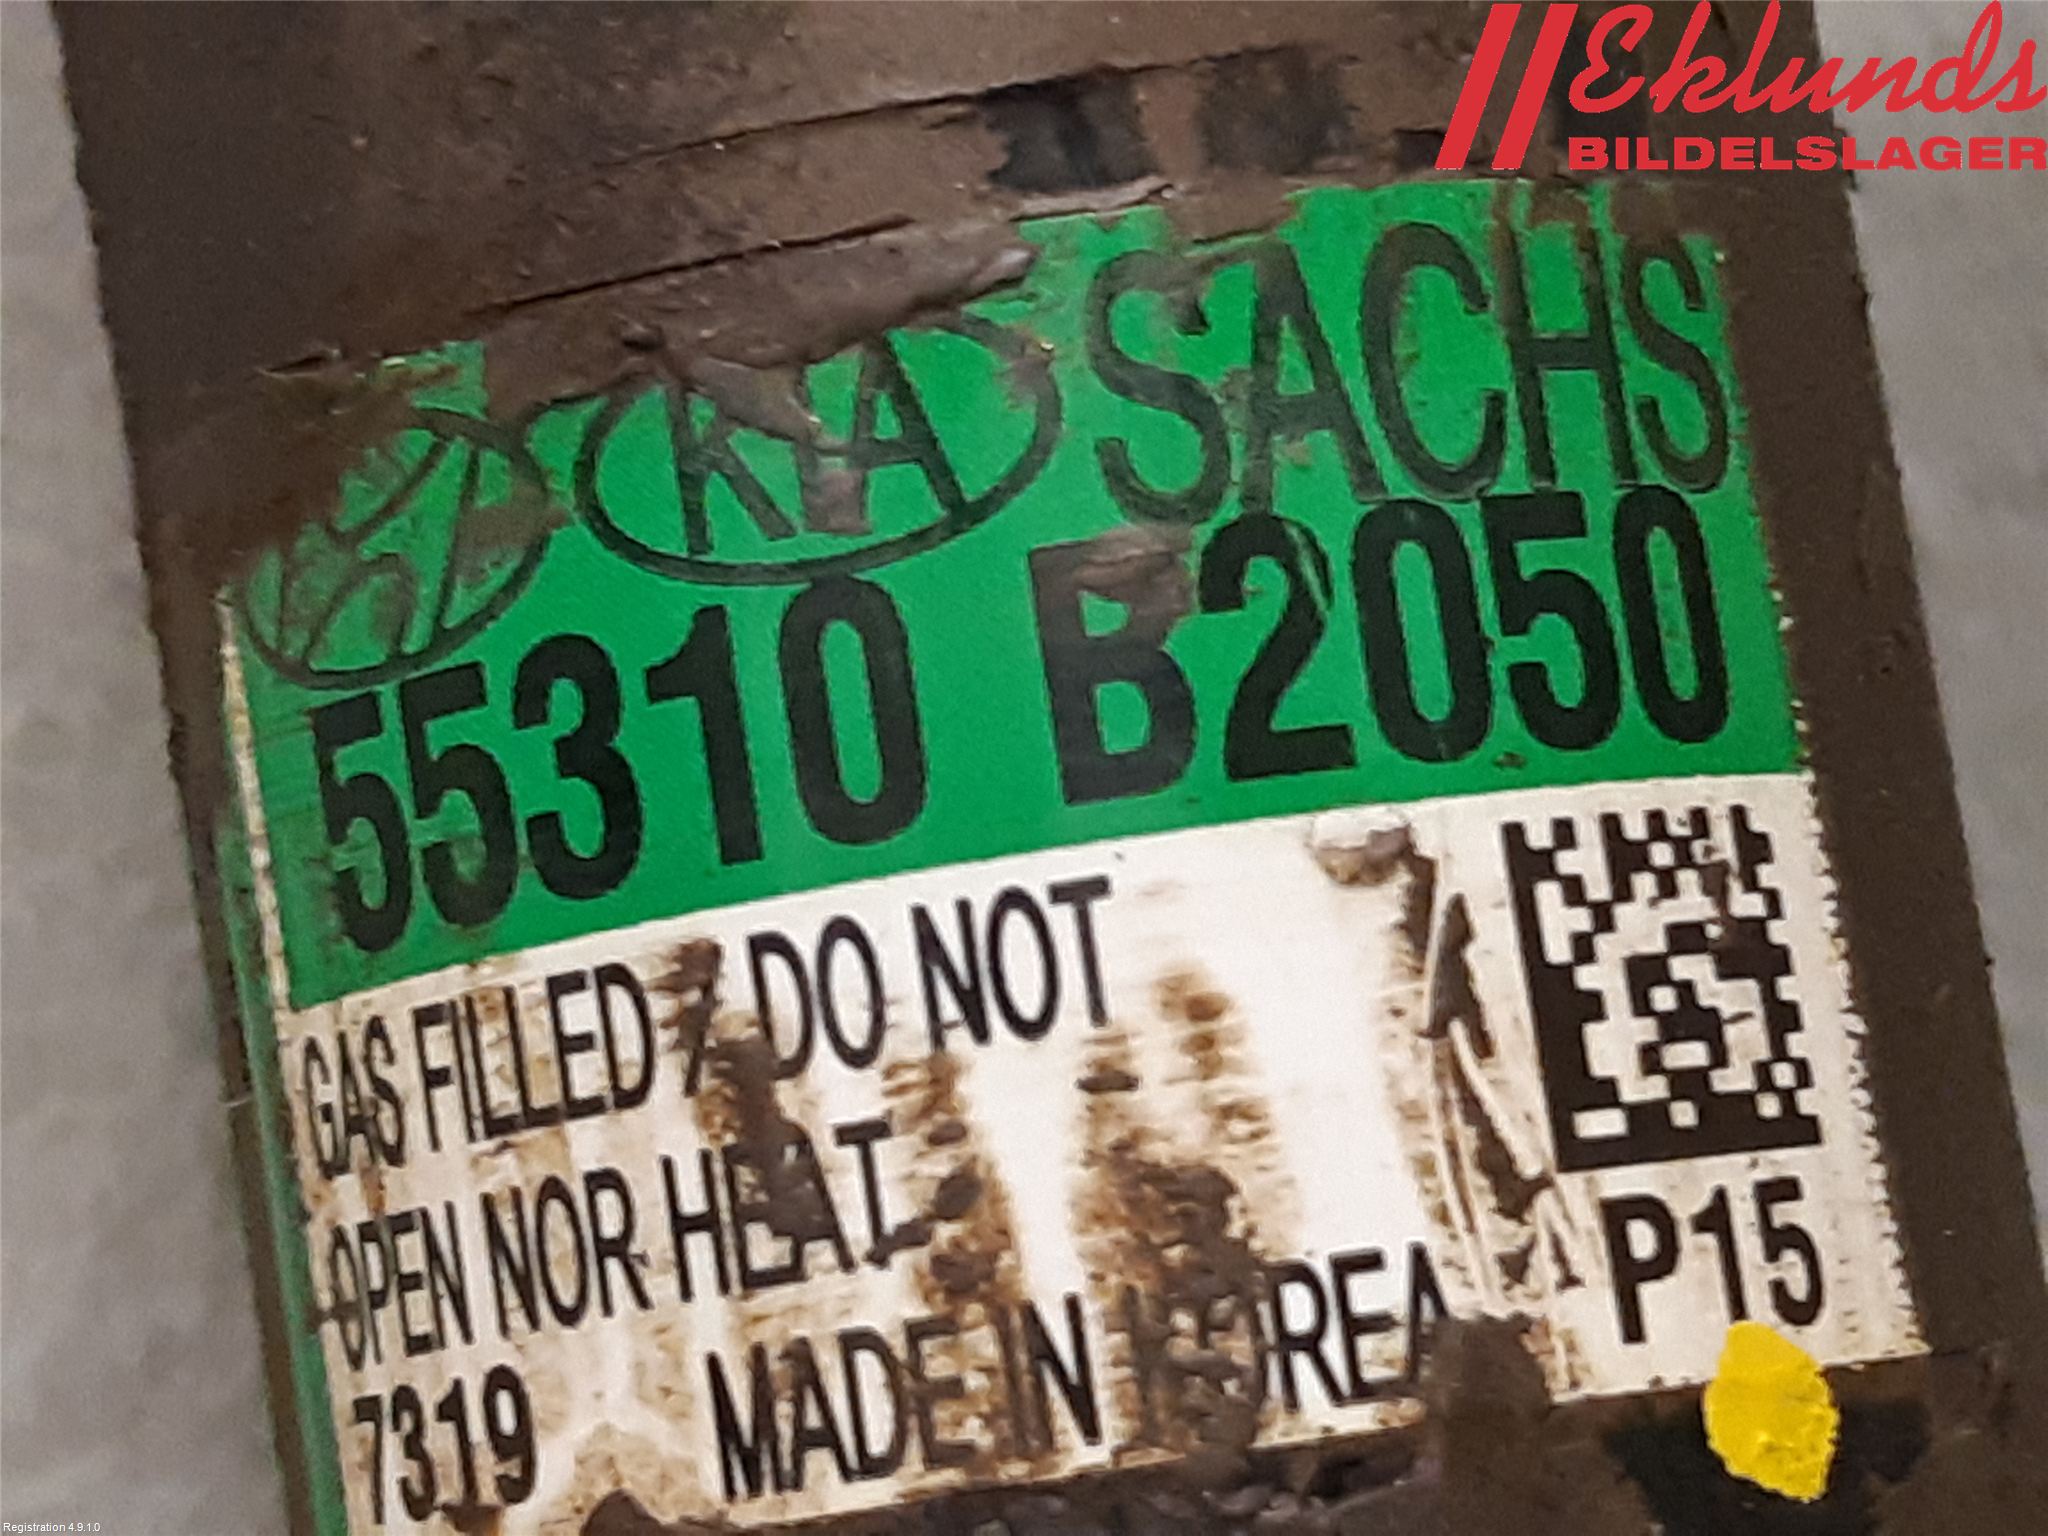 Eklunds
BILDELSLAGER
KIA SACHS
55310 B2050
GAS FILLED / DO NOT
OPEN NOR HEAT
P15
7319 MADE IN KOREA
Registration 4.9.1.0